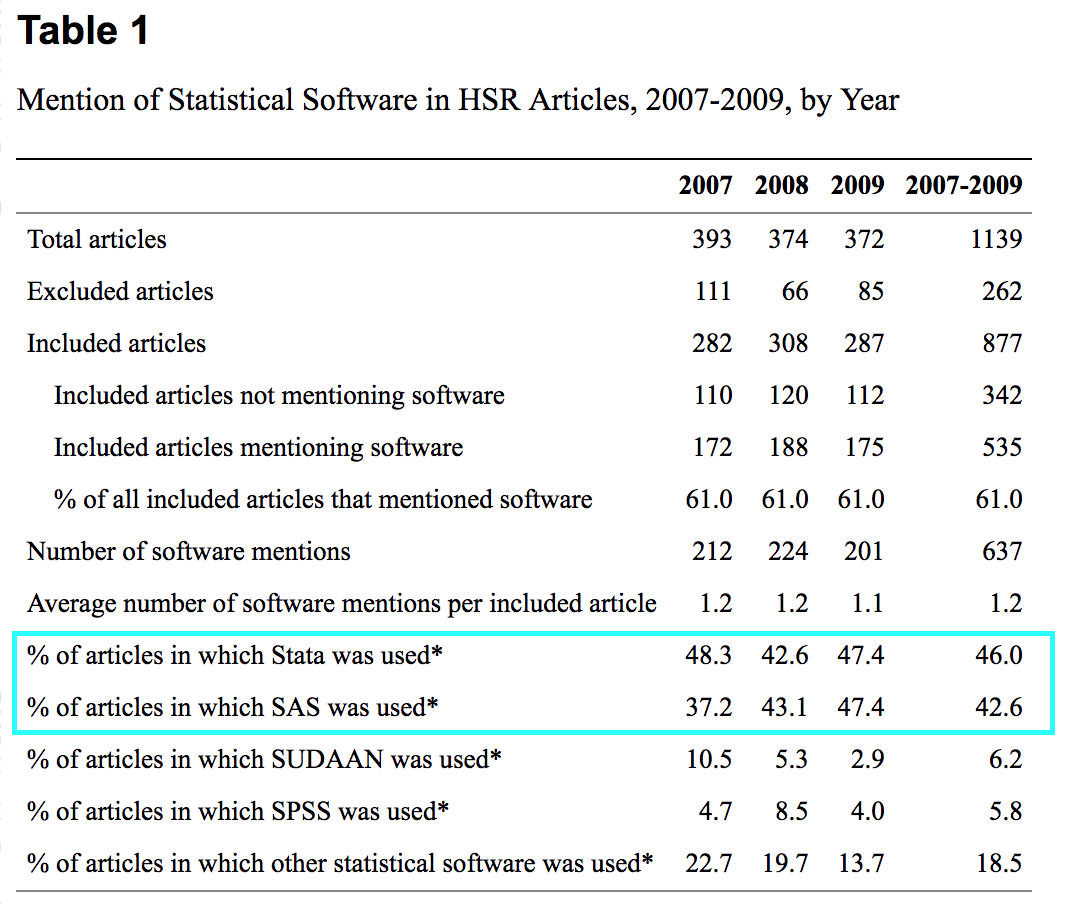 Table 1
Mention of Statistical Software in HSR Articles, 2007-2009, by Year
2007 2008 2009 2007-2009
Total articles 393 374 372 1139
Excluded articles 111 66 85 262
Included articles 282 308 287 877
Included articles not mentioning software 110 120 112 342
Included articles mentioning software 172 188 175 535
% of all included articles that mentioned software 61.0 61.0 61.0 61.0
Number of software mentions 212 224 201 637
Average number of software mentions per included article 1.2 1.2 1.1 1.2
% of articles in which Stata was used* 48.3 42.6 47.4 46.0
% of articles in which SAS was used* 37.2 43.1 47.4 42.6
% of articles in which SUDAAN was used* 10.5 5.3 2.9 6.2
% of articles in which SPSS was used* 4.7 8.5 4.0 5.8
% of articles in which other statistical software was used* 22.7 19.7 13.7 18.5